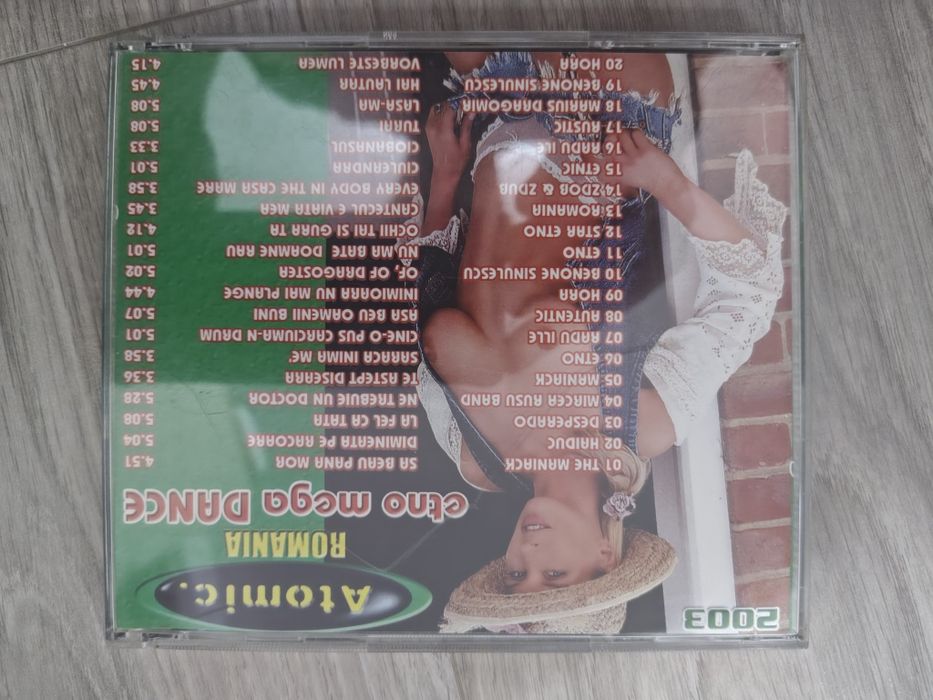 2003
Atomic.
ROMANIA
etno mega DANCE
01 THE MANIACK SA BEAU PANA MOR 4.51
02 HAIDUC DIMINEATA PE RACOARE 5.04
03 DESPERADO LA FEL CA TATA 5.08
04 MIRCEA RUSU BAND NE TREBUIE UN DOCTOR 5.28
05 MANIACK TE ASTEPT DISEARA 3.36
06 ETNO SARACA INIMA ME' 3.58
07 RADU ILLE CINE-O PUS CARCIUMA-N DRUM 5.01
08 AUTENTIC ASA BEU OAMENII BUNI 5.07
09 HORA INIMIOARA NU MAI PLANGE 4.44
10 BENONE SINULESCU OF, OF DRAGOSTEA 5.02
11 ETNO NU MA BATE DOAMNE RAU 5.01
12 STAR ETNO OCHII TAI SI GURA TA 4.12
13 ROMANIA CANTECUL E VIATA MEA 3.45
14 ZDOB & ZDUB EVERY BODY IN THE CASA MARE 3.58
15 ETNIC CIULEANDRA 5.01
16 RADU ILE CIOBANASUL 3.33
17 RUSTIC TUFAI 5.08
18 MARIUS DRAGOMIR LASA-MA 5.08
19 BENONE SINULESCU HAI LAUTAR 4.45
20 HORA VORBESTE LUMEA 4.15